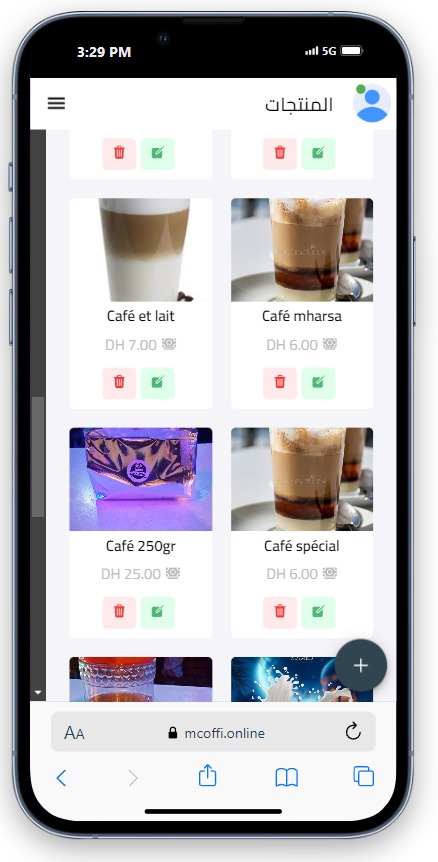 3:29 PM
5G
المنتجات
Café et lait
Café mharsa
DH 7.00
DH 6.00
Café 250gr
Café spécial
DH 25.00
DH 6.00
+
AA
mcoffi.online